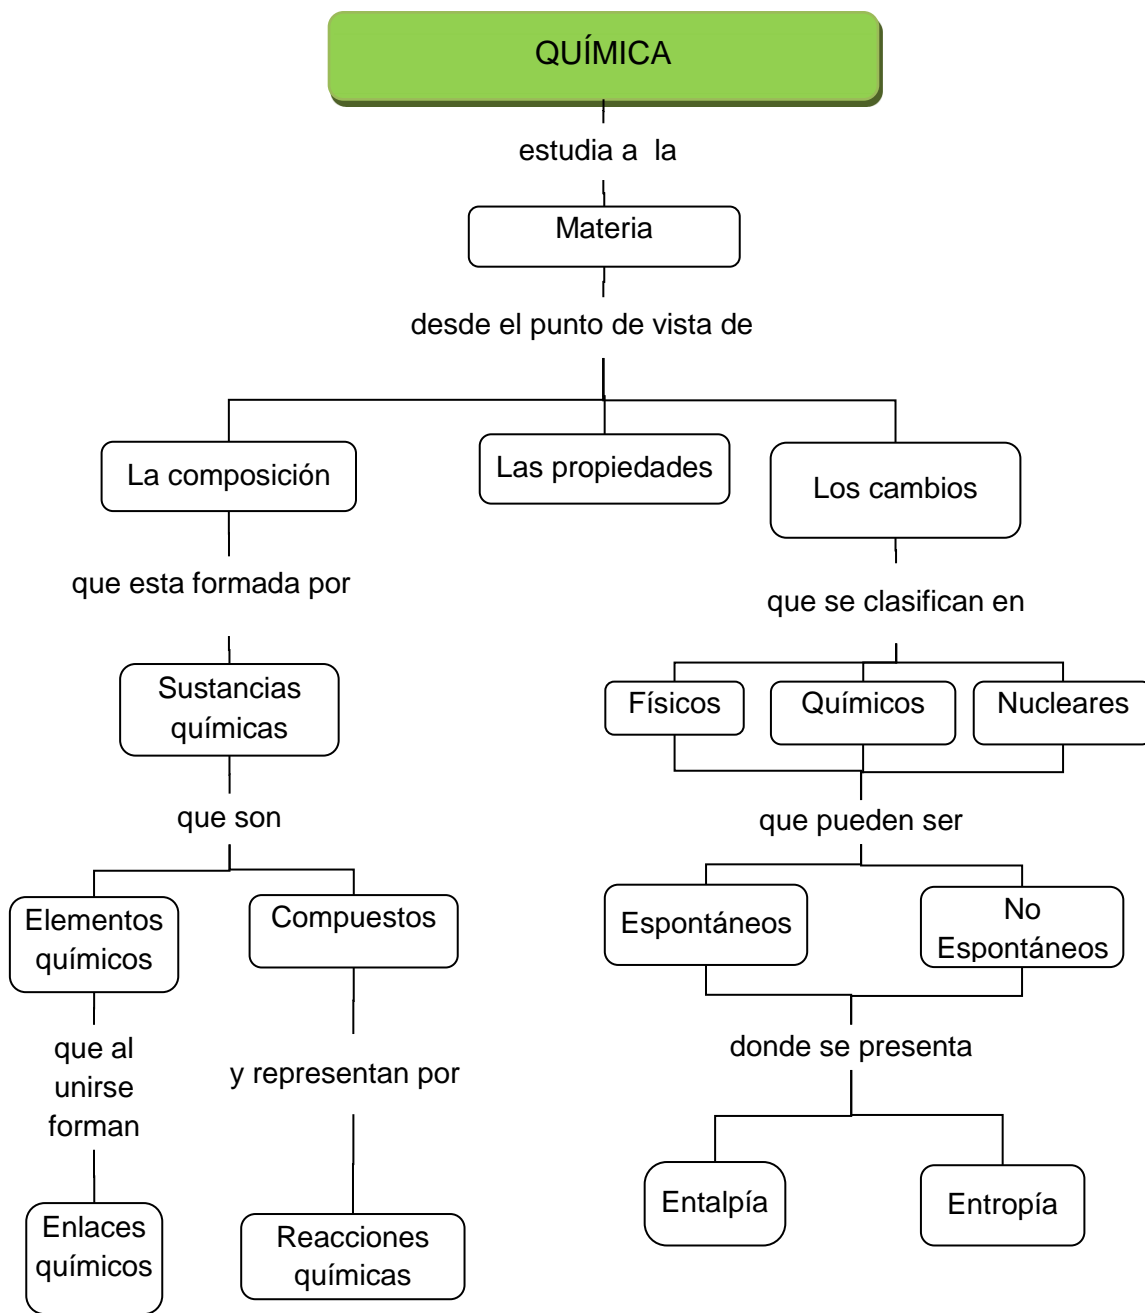 QUÍMICA
estudia a la
Materia
desde el punto de vista de
La composición
Las propiedades
Los cambios
que esta formada por
que se clasifican en
Sustancias
químicas
Físicos
Químicos
Nucleares
que son
que pueden ser
Elementos
químicos
Compuestos
Espontáneos
No
Espontáneos
que al
unirse
forman
y representan por
donde se presenta
Enlaces
químicos
Reacciones
químicas
Entalpía
Entropía